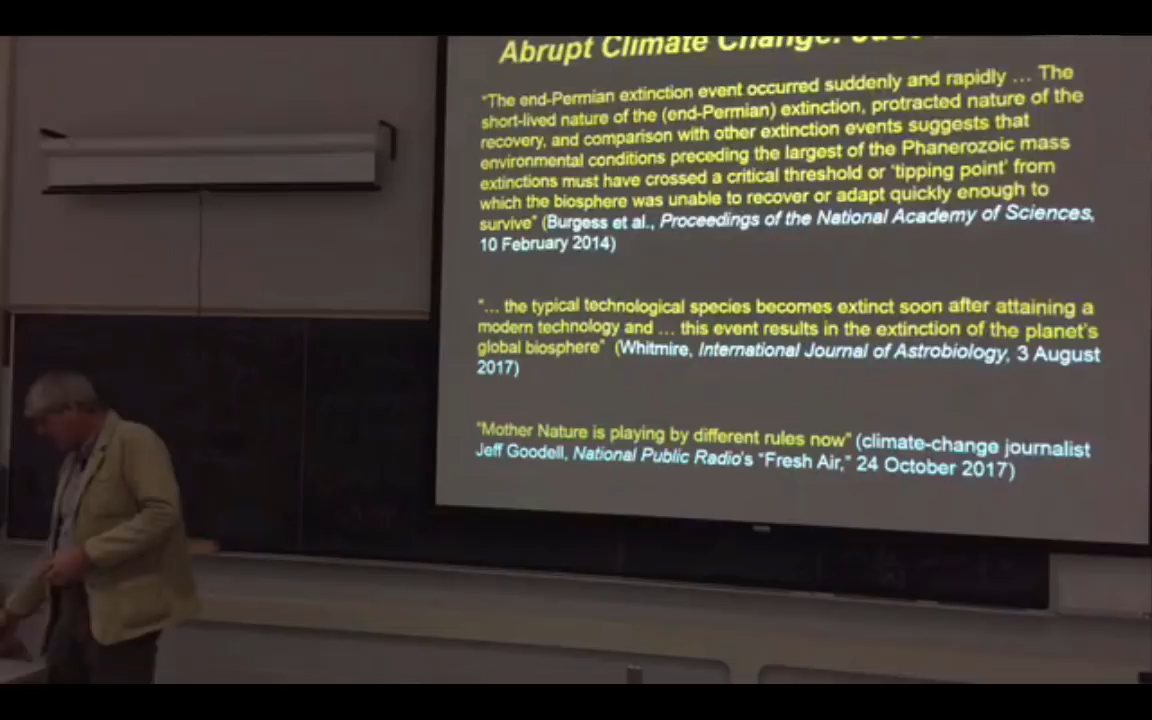 Abrupt Climate Change:
"The end-Permian extinction event occurred suddenly and rapidly … The
short-lived nature of the (end-Permian) extinction, protracted nature of the
recovery, and comparison with other extinction events suggests that
environmental conditions preceding the largest of the Phanerozoic mass
extinctions must have crossed a critical threshold or 'tipping point' from
which the biosphere was unable to recover or adapt quickly enough to
survive" (Burgess et al., Proceedings of the National Academy of Sciences,
10 February 2014)
"… the typical technological species becomes extinct soon after attaining a
modern technology and … this event results in the extinction of the planet's
global biosphere" (Whitmire, International Journal of Astrobiology, 3 August
2017)
"Mother Nature is playing by different rules now" (climate-change journalist
Jeff Goodell, National Public Radio's "Fresh Air," 24 October 2017)